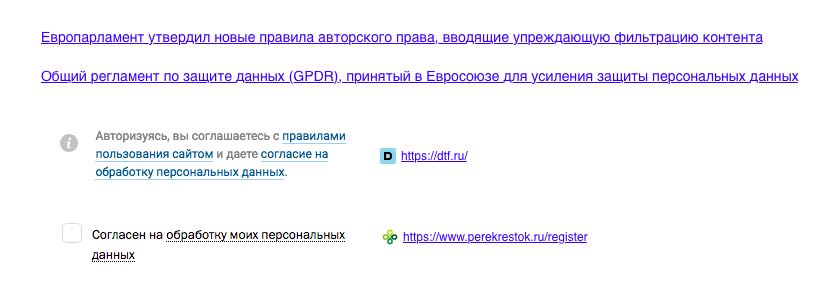 Европарламент утвердил новые правила авторского права, вводящие упреждающую фильтрацию контента
Общий регламент по защите данных (GPDR), принятый в Евросоюзе для усиления защиты персональных данных
Авторизуясь, вы соглашаетесь с правилами
пользования сайтом и даете согласие на
обработку персональных данных.
https://dtf.ru/
Согласен на обработку моих персональных
данных
https://www.perekrestok.ru/register